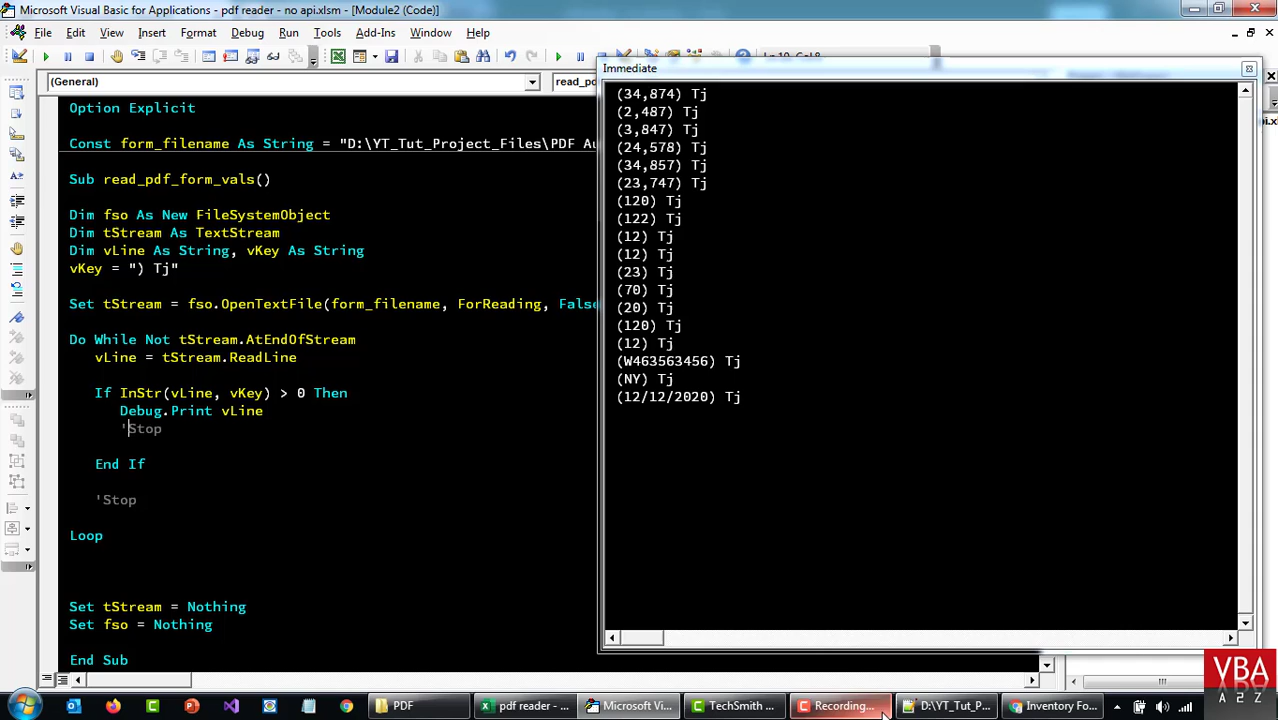 Microsoft Visual Basic for Applications - pdf reader - no api.xlsm - [Module2 (Code)]
File Edit View Insert Format Debug Run Tools Add-Ins Window Help
(General)
read_pd
Option Explicit
Const form_filename As String = "D:\YT_Tut_Project_Files\PDF Au
Sub read_pdf_form_vals()
Dim fso As New FileSystemObject
Dim tStream As TextStream
Dim vLine As String, vKey As String
vKey = ") Tj"
Set tStream = fso.OpenTextFile(form_filename, ForReading, False
Do While Not tStream.AtEndOfStream
vLine = tStream.ReadLine
If InStr(vLine, vKey) > 0 Then
Debug.Print vLine
'Stop
End If
'Stop
Loop
Set tStream = Nothing
Set fso = Nothing
End Sub
Immediate
(34,874) Tj
(2,487) Tj
(3,847) Tj
(24,578) Tj
(34,857) Tj
(23,747) Tj
(120) Tj
(122) Tj
(12) Tj
(12) Tj
(23) Tj
(70) Tj
(20) Tj
(120) Tj
(12) Tj
(W463563456) Tj
(NY) Tj
(12/12/2020) Tj
VBA
A2Z
PDF
pdf reader - ...
Microsoft Vi...
TechSmith ...
Recording...
D:\YT_Tut_P...
Inventory Fo...